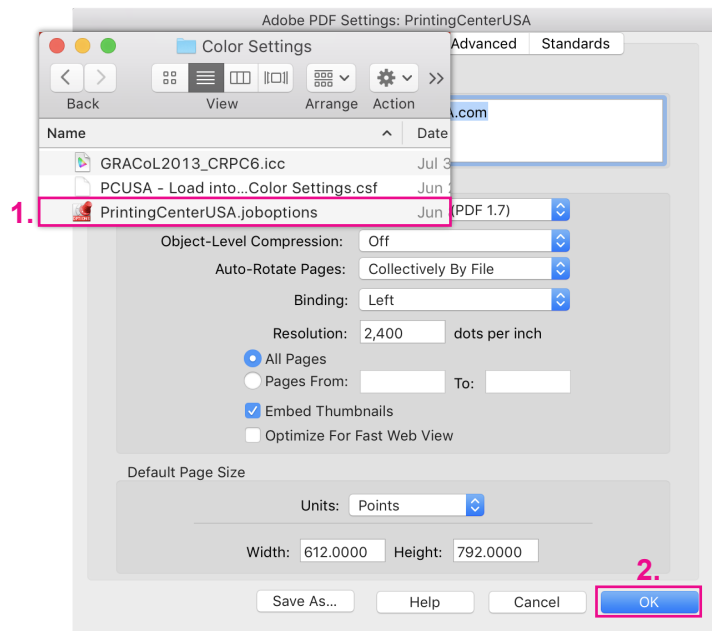 Adobe PDF Settings: PrintingCenterUSA
Color Settings
Advanced Standards
Back View Arrange Action
.com
Name Date
GRACoL2013_CRPC6.icc Jul 3
PCUSA - Load into...Color Settings.csf Jun
1. PrintingCenterUSA.joboptions Jun
(PDF 1.7)
Object-Level Compression: Off
Auto-Rotate Pages: Collectively By File
Binding: Left
Resolution: 2,400 dots per inch
All Pages
Pages From: To:
Embed Thumbnails
Optimize For Fast Web View
Default Page Size
Units: Points
Width: 612.0000 Height: 792.0000
2.
Save As... Help Cancel OK